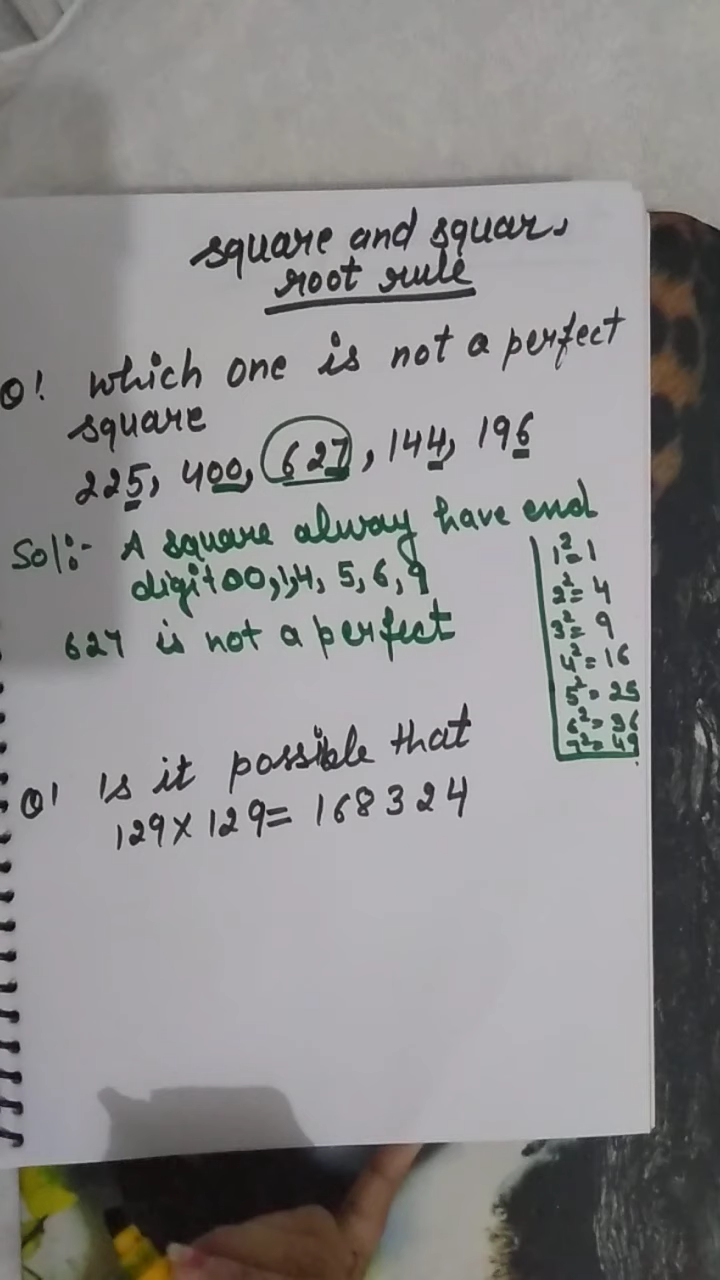 square and squar
root rule
Q! which one is not a perfect
square
225, 400, 627, 144, 196
Sol:- A square alway have end
digit 00,1,4, 5, 6, 9
627 is not a perfect
1²=1
2²=4
3²=9
4²=16
5²=25
6²=36
7²=49
Q! Is it possible that
129×129=168324